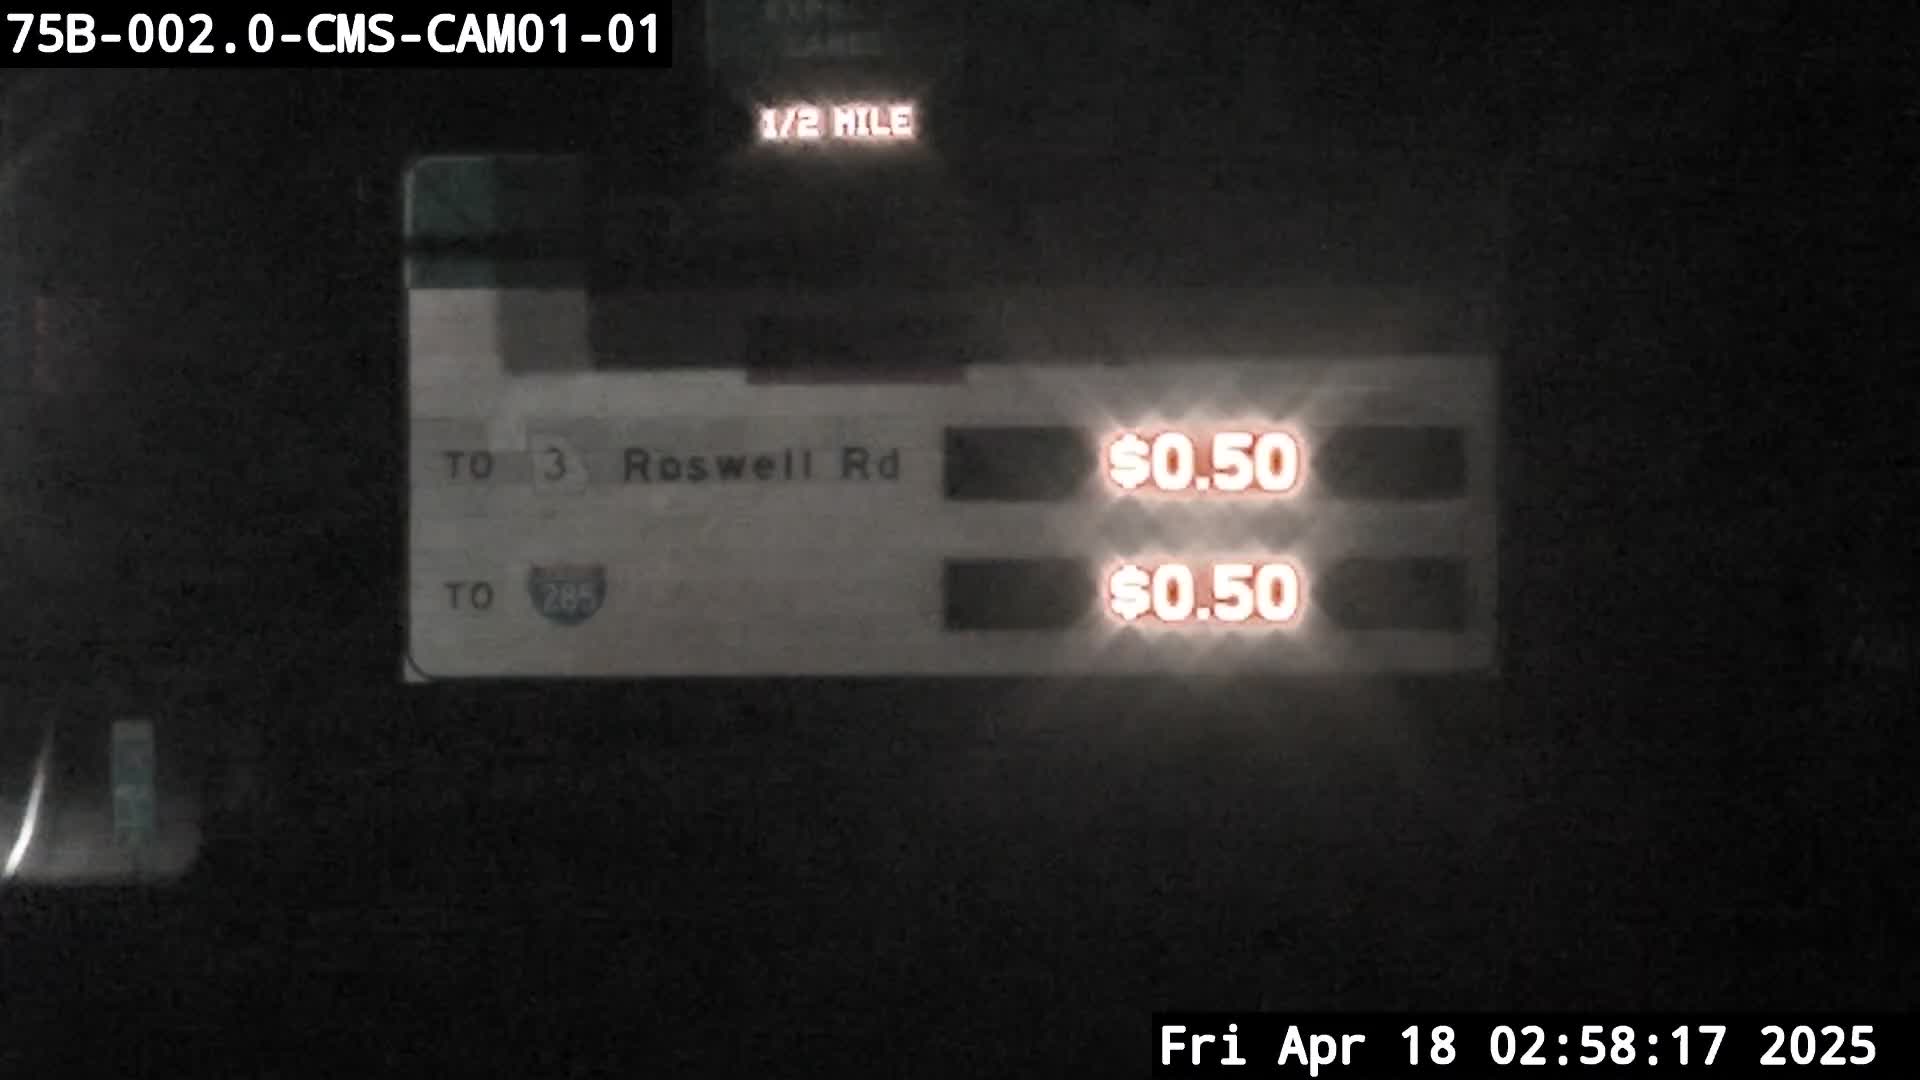 75B-002.0-CMS-CAM01-01
1/2 MILE
TO 3 Roswell Rd $0.50
TO 285 $0.50
Fri Apr 18 02:58:17 2025